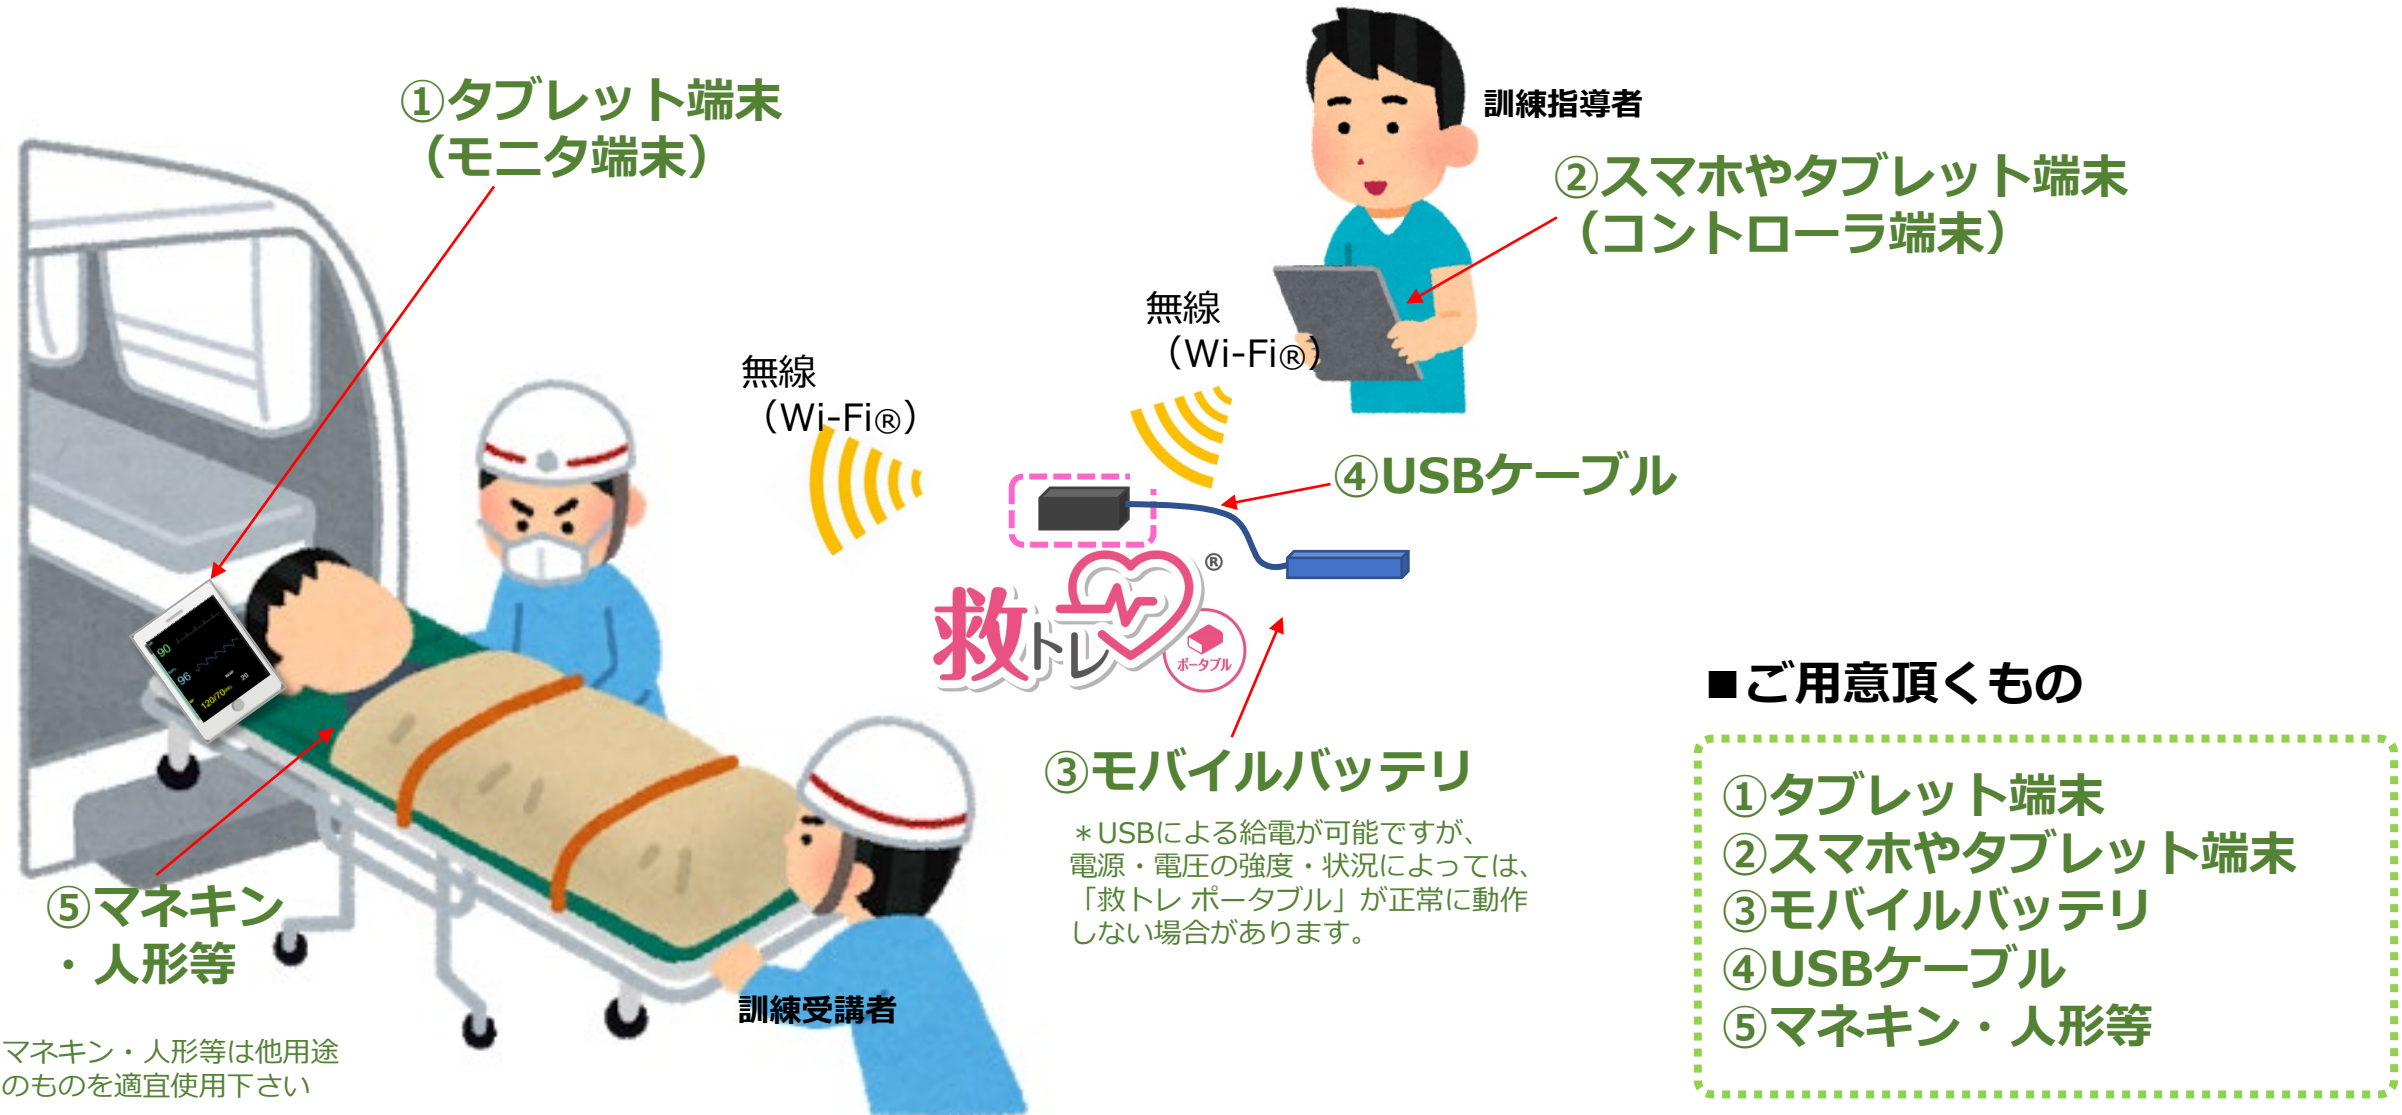 ①タブレット端末
（モニタ端末）
訓練指導者
②スマホやタブレット端末
（コントローラ端末）
無線
（Wi-Fi®）
無線
（Wi-Fi®）
④USBケーブル
救トレ
®
ポータブル
90
96
20
120/70
③モバイルバッテリ
＊USBによる給電が可能ですが、
電源・電圧の強度・状況によっては、
「救トレ ポータブル」が正常に動作
しない場合があります。
⑤マネキン
・人形等
訓練受講者
マネキン・人形等は他用途
のものを適宜使用下さい
■ご用意頂くもの
①タブレット端末
②スマホやタブレット端末
③モバイルバッテリ
④USBケーブル
⑤マネキン・人形等